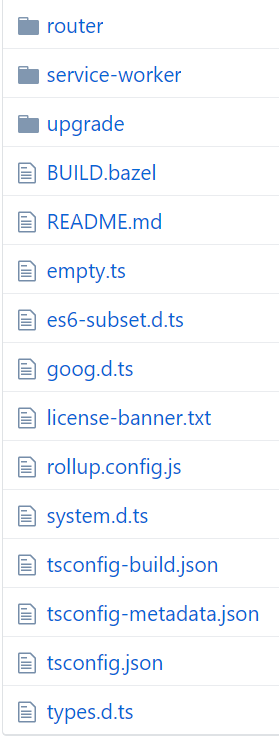 router
service-worker
upgrade
BUILD.bazel
README.md
empty.ts
es6-subset.d.ts
goog.d.ts
license-banner.txt
rollup.config.js
system.d.ts
tsconfig-build.json
tsconfig-metadata.json
tsconfig.json
types.d.ts